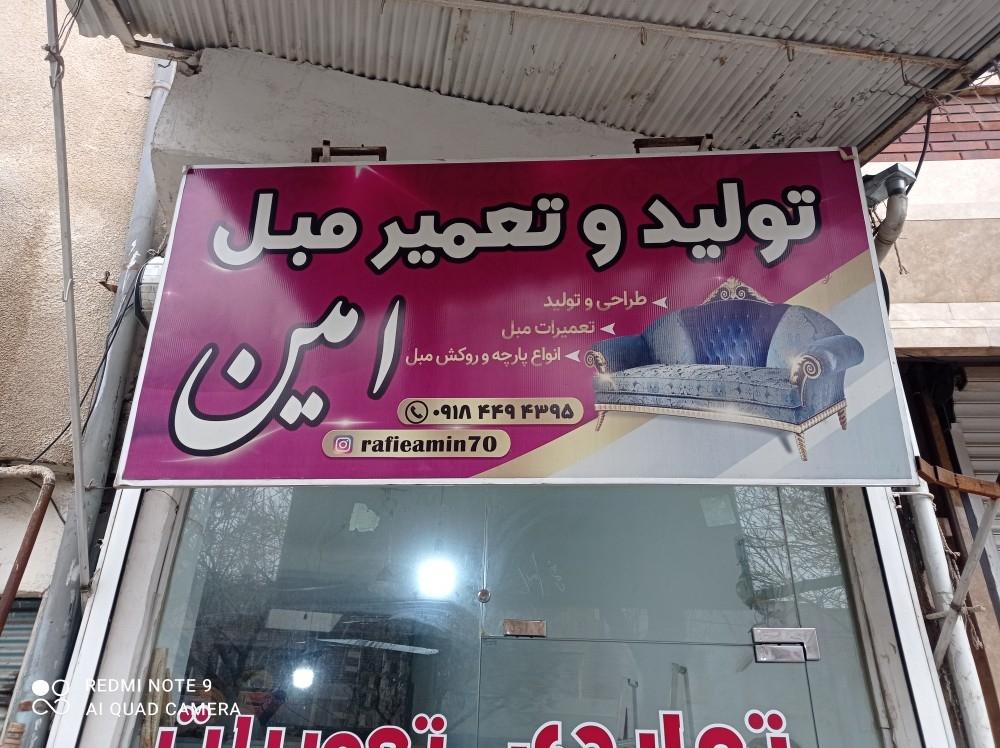 تولید و تعمیر مبل
امین
طراحی و تولید
تعمیرات مبل
انواع پارچه و روکش مبل
۰۹۱۸ ۴۴۹ ۴۳۹۵
rafieamin70
REDMI NOTE 9
AI QUAD CAMERA